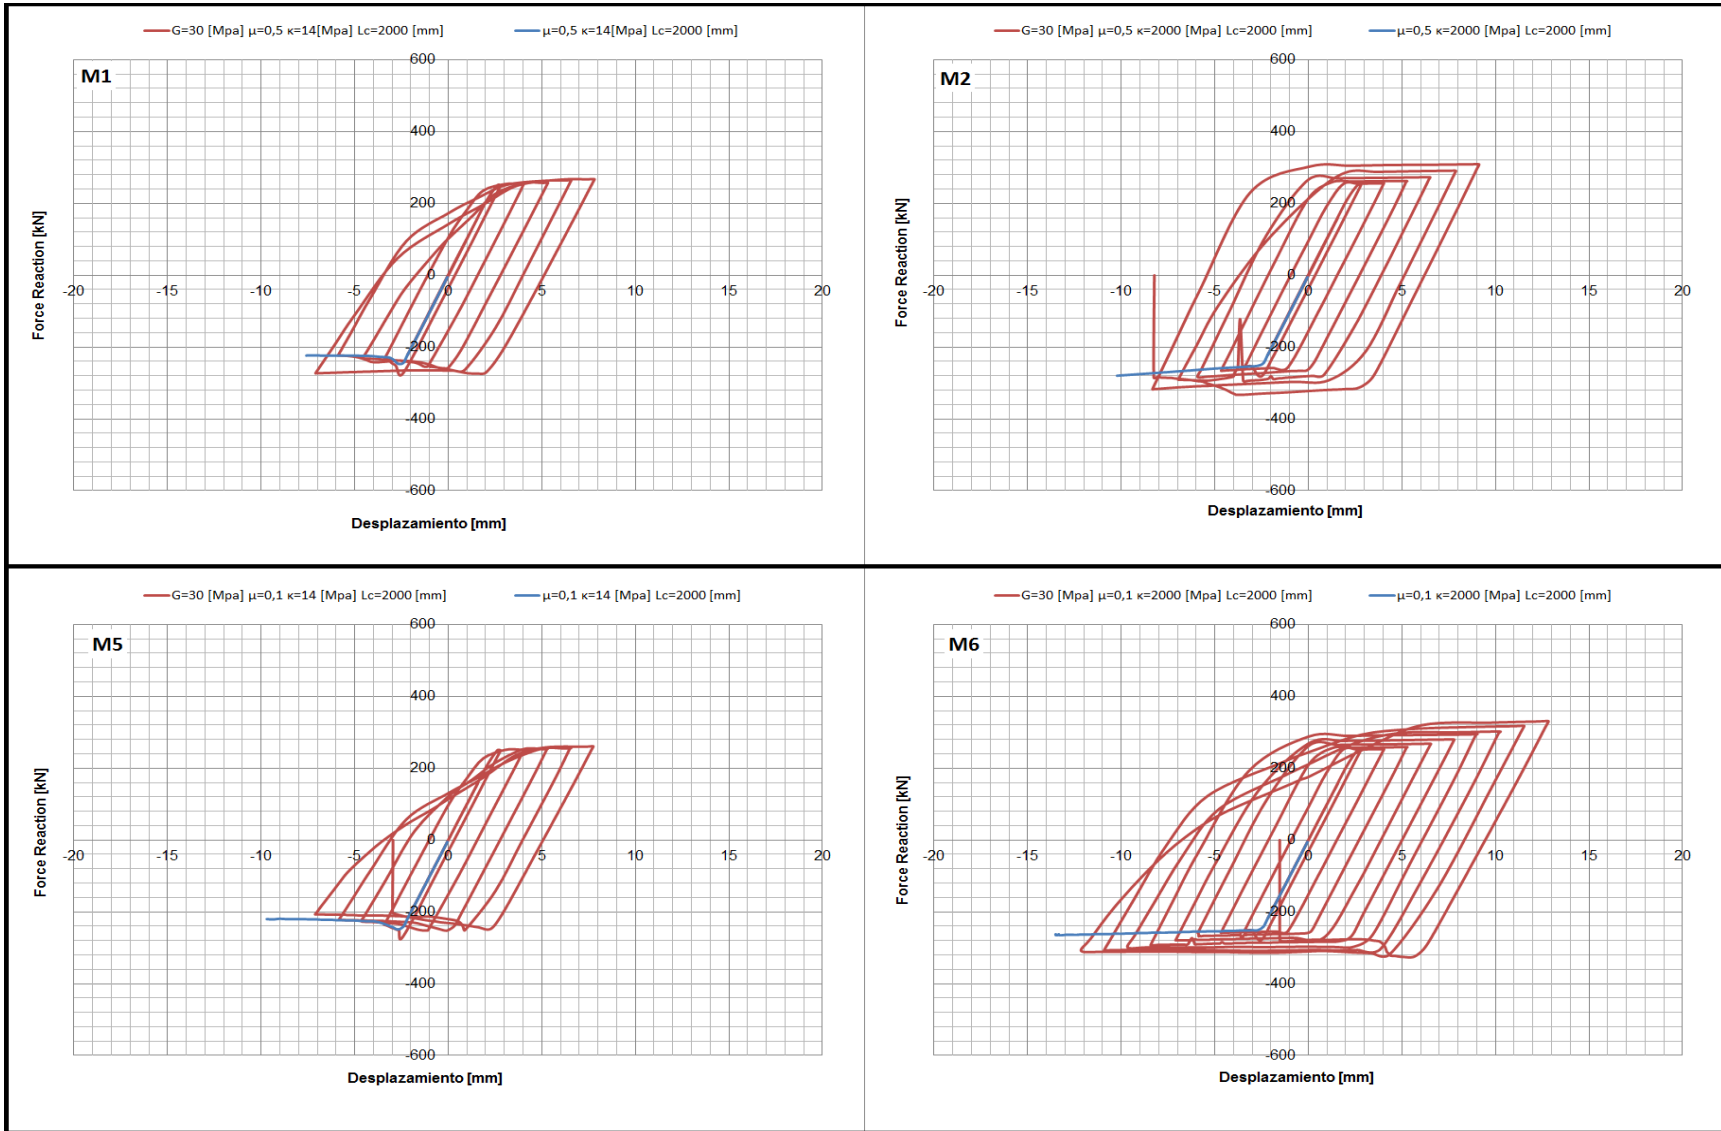 G=30 [Mpa] μ=0,5 κ=14[Mpa] Lc=2000 [mm] μ=0,5 κ=14[Mpa] Lc=2000 [mm]
M1
600
400
200
0
-200
-400
-600
-20 -15 -10 -5 0 5 10 15 20
Force Reaction [kN]
Desplazamiento [mm]
G=30 [Mpa] μ=0,5 κ=2000 [Mpa] Lc=2000 [mm] μ=0,5 κ=2000 [Mpa] Lc=2000 [mm]
M2
600
400
200
0
-200
-400
-600
-20 -15 -10 -5 0 5 10 15 20
Force Reaction [kN]
Desplazamiento [mm]
G=30 [Mpa] μ=0,1 κ=14 [Mpa] Lc=2000 [mm] μ=0,1 κ=14 [Mpa] Lc=2000 [mm]
M5
600
400
200
0
-200
-400
-600
-20 -15 -10 -5 0 5 10 15 20
Force Reaction [kN]
Desplazamiento [mm]
G=30 [Mpa] μ=0,1 κ=2000 [Mpa] Lc=2000 [mm] μ=0,1 κ=2000 [Mpa] Lc=2000 [mm]
M6
600
400
200
0
-200
-400
-600
-20 -15 -10 -5 0 5 10 15 20
Force Reaction [kN]
Desplazamiento [mm]